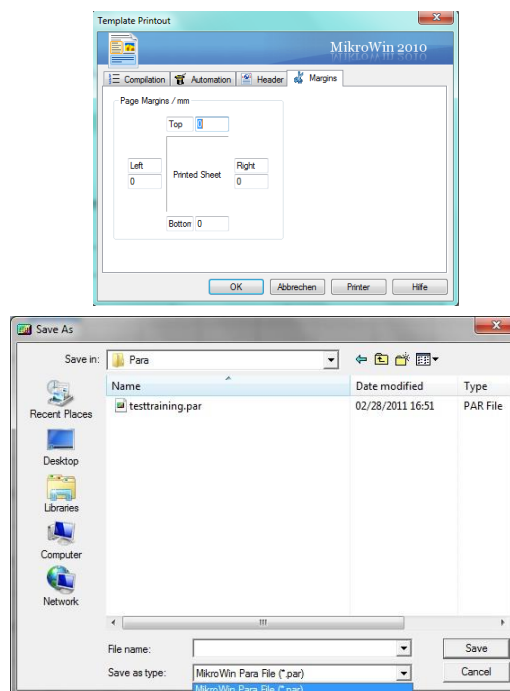 Template Printout
MikroWin 2010
Compilation Automation Header Margins
Page Margins / mm
Top 0
Left Right
0 Printed Sheet 0
Bottom 0
OK Abbrechen Printer Hilfe
Save As
Save in: Para
Name Date modified Type
testtraining.par 02/28/2011 16:51 PAR File
Recent Places
Desktop
Libraries
Computer
Network
File name: Save
Save as type: MikroWin Para File (*.par) Cancel
MikroWin Para File (*.par)